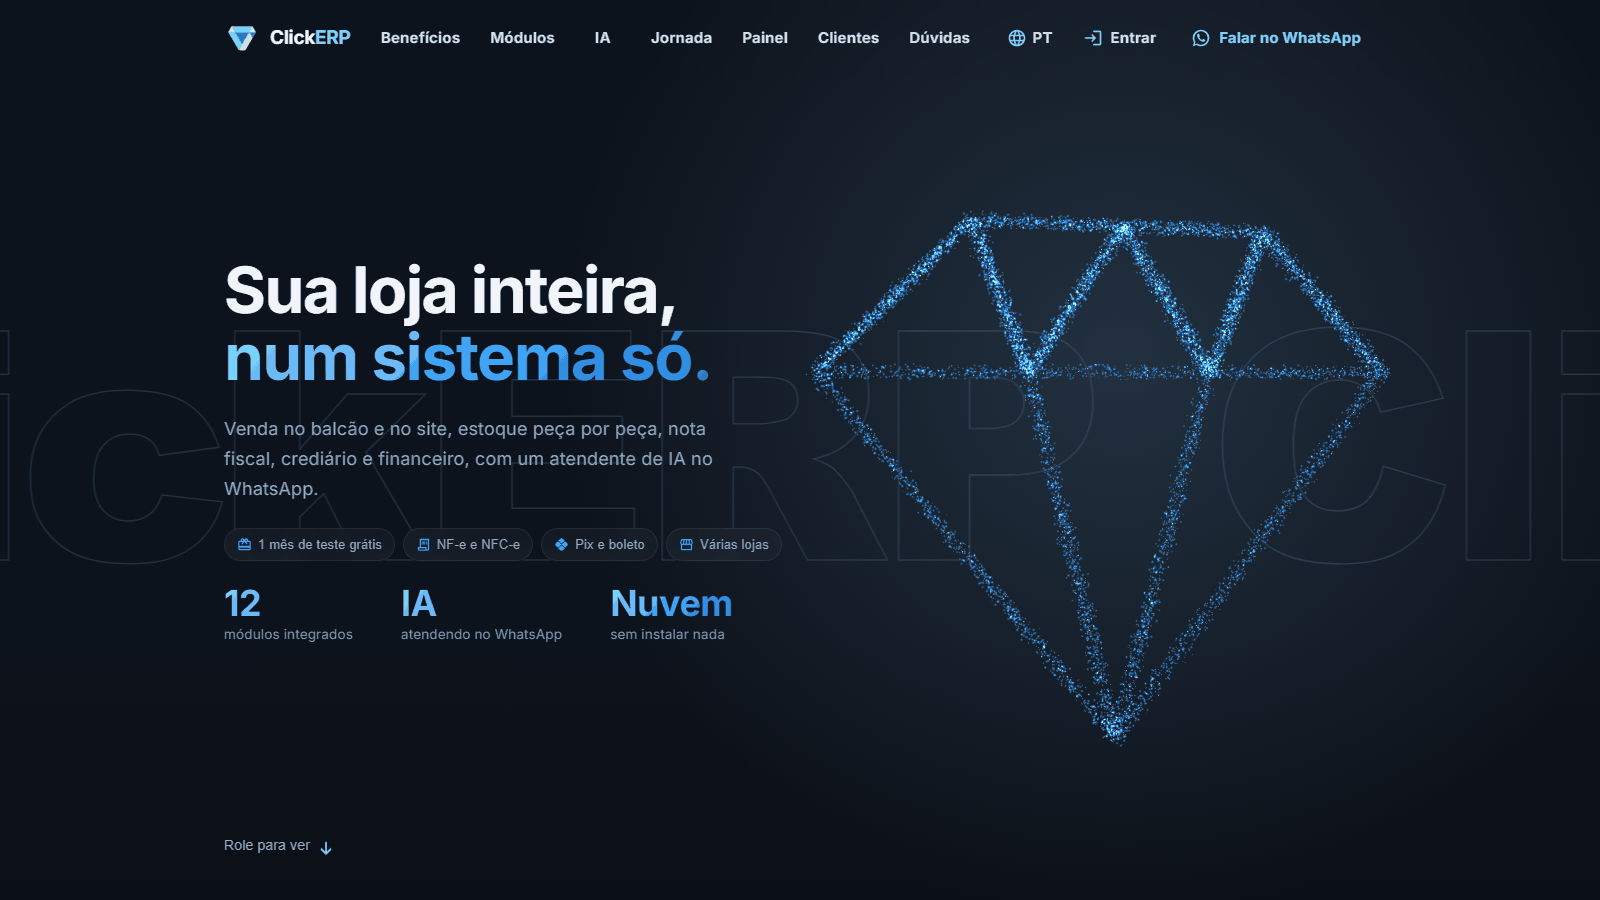 ClickERP
Benefícios
Módulos
IA
Jornada
Painel
Clientes
Dúvidas
PT
Entrar
Falar no WhatsApp
Sua loja inteira,
num sistema só.
Venda no balcão e no site, estoque peça por peça, nota
fiscal, crediário e financeiro, com um atendente de IA no
WhatsApp.
1 mês de teste grátis
NF-e e NFC-e
Pix e boleto
Várias lojas
12
módulos integrados
IA
atendendo no WhatsApp
Nuvem
sem instalar nada
ickERP Cli
Role para ver